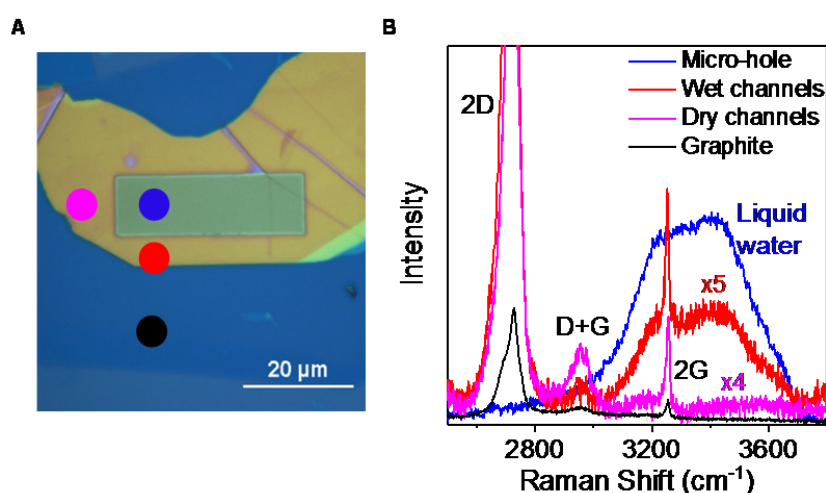 A
B
20 µm
Micro-hole
Wet channels
Dry channels
Graphite
2D
Liquid
water
x5
D+G
2G
x4
Intensity
2800
3200
3600
Raman Shift (cm⁻¹)